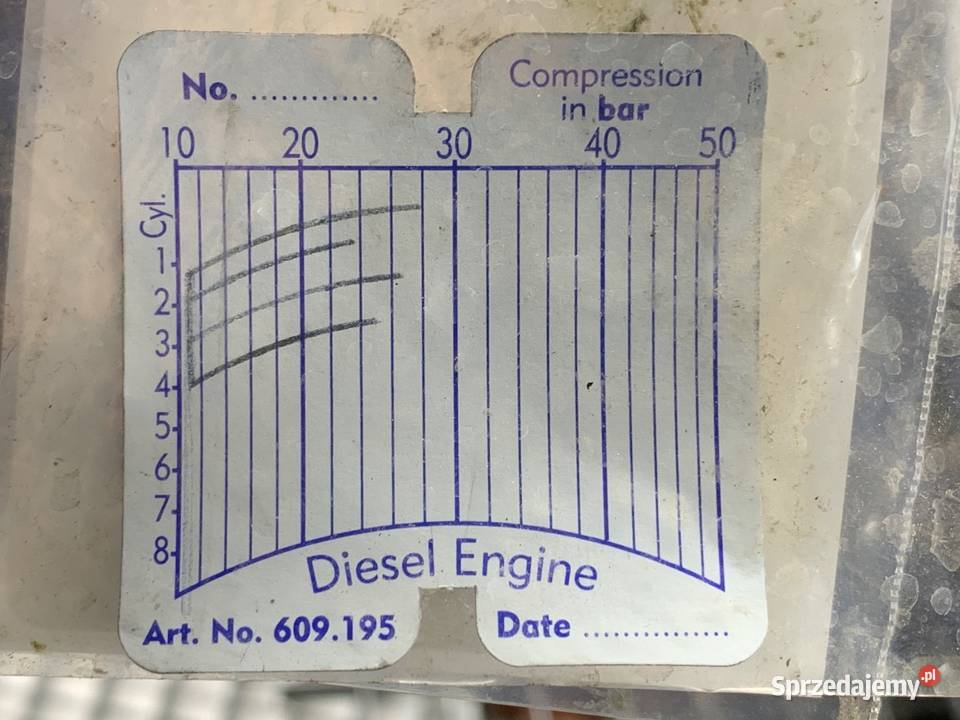 No. .............
Compression
in bar
10 20 30 40 50
Cyl.
1
2
3
4
5
6
7
8
Diesel Engine
Art. No. 609.195
Date ...............
Sprzedajemy.pl